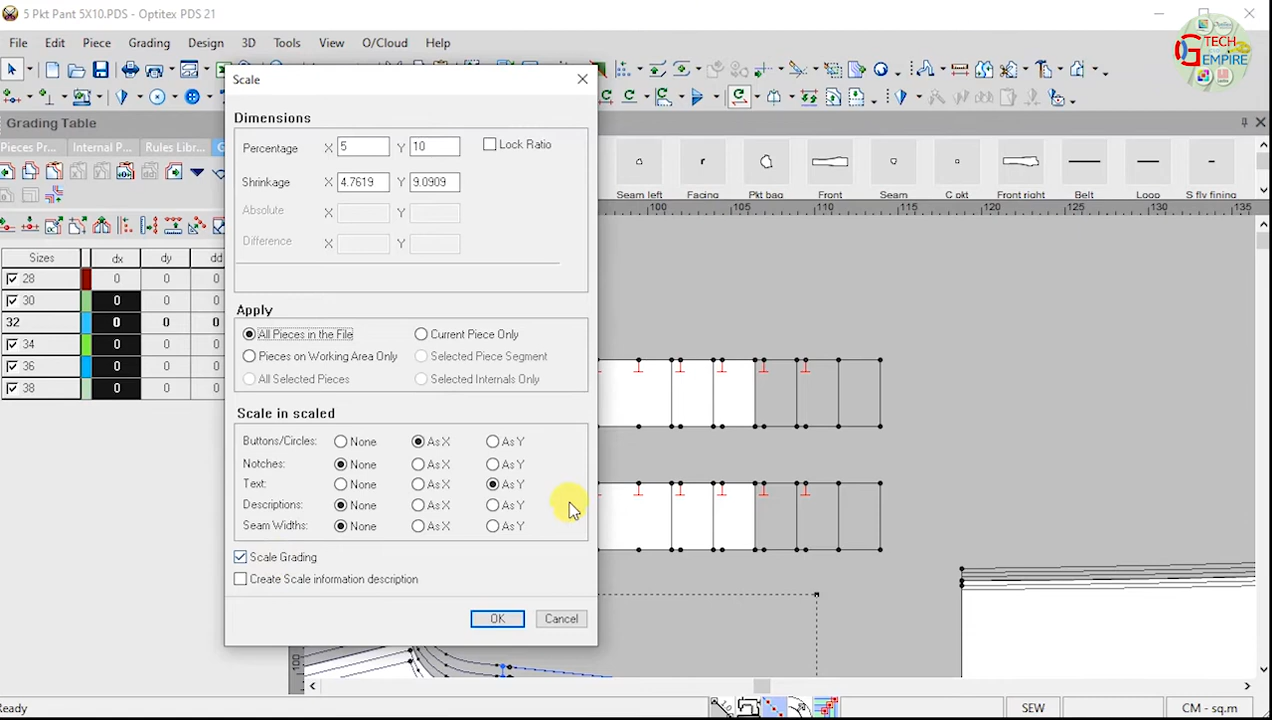 5 Pkt Pant 5X10.PDS - Optitex PDS 21
File Edit Piece Grading Design 3D Tools View O/Cloud Help
TECH
EMPIRE
Scale
Grading Table
Dimensions
Percentage X 5 Y 10 Lock Ratio
Pieces Pr... Internal P... Rules Libr...
Shrinkage X 4.7619 Y 9.0909
Seam left Facing Pkt bag Front Seam C pkt Front right Belt Loop S fly fining
Absolute X Y
100 105 110 115 120 125 130 135
Difference X Y
Sizes dx dy dd
28 0 0 0
30 0 0 0
32 0 0 0
34 0 0 0
36 0 0 0
38 0 0 0
Apply
All Pieces in the File Current Piece Only
Pieces on Working Area Only Selected Piece Segment
All Selected Pieces Selected Internals Only
Scale in scaled
Buttons/Circles: None As X As Y
Notches: None As X As Y
Text: None As X As Y
Descriptions: None As X As Y
Seam Widths: None As X As Y
Scale Grading
Create Scale information description
OK Cancel
100
Ready SEW CM - sq.m